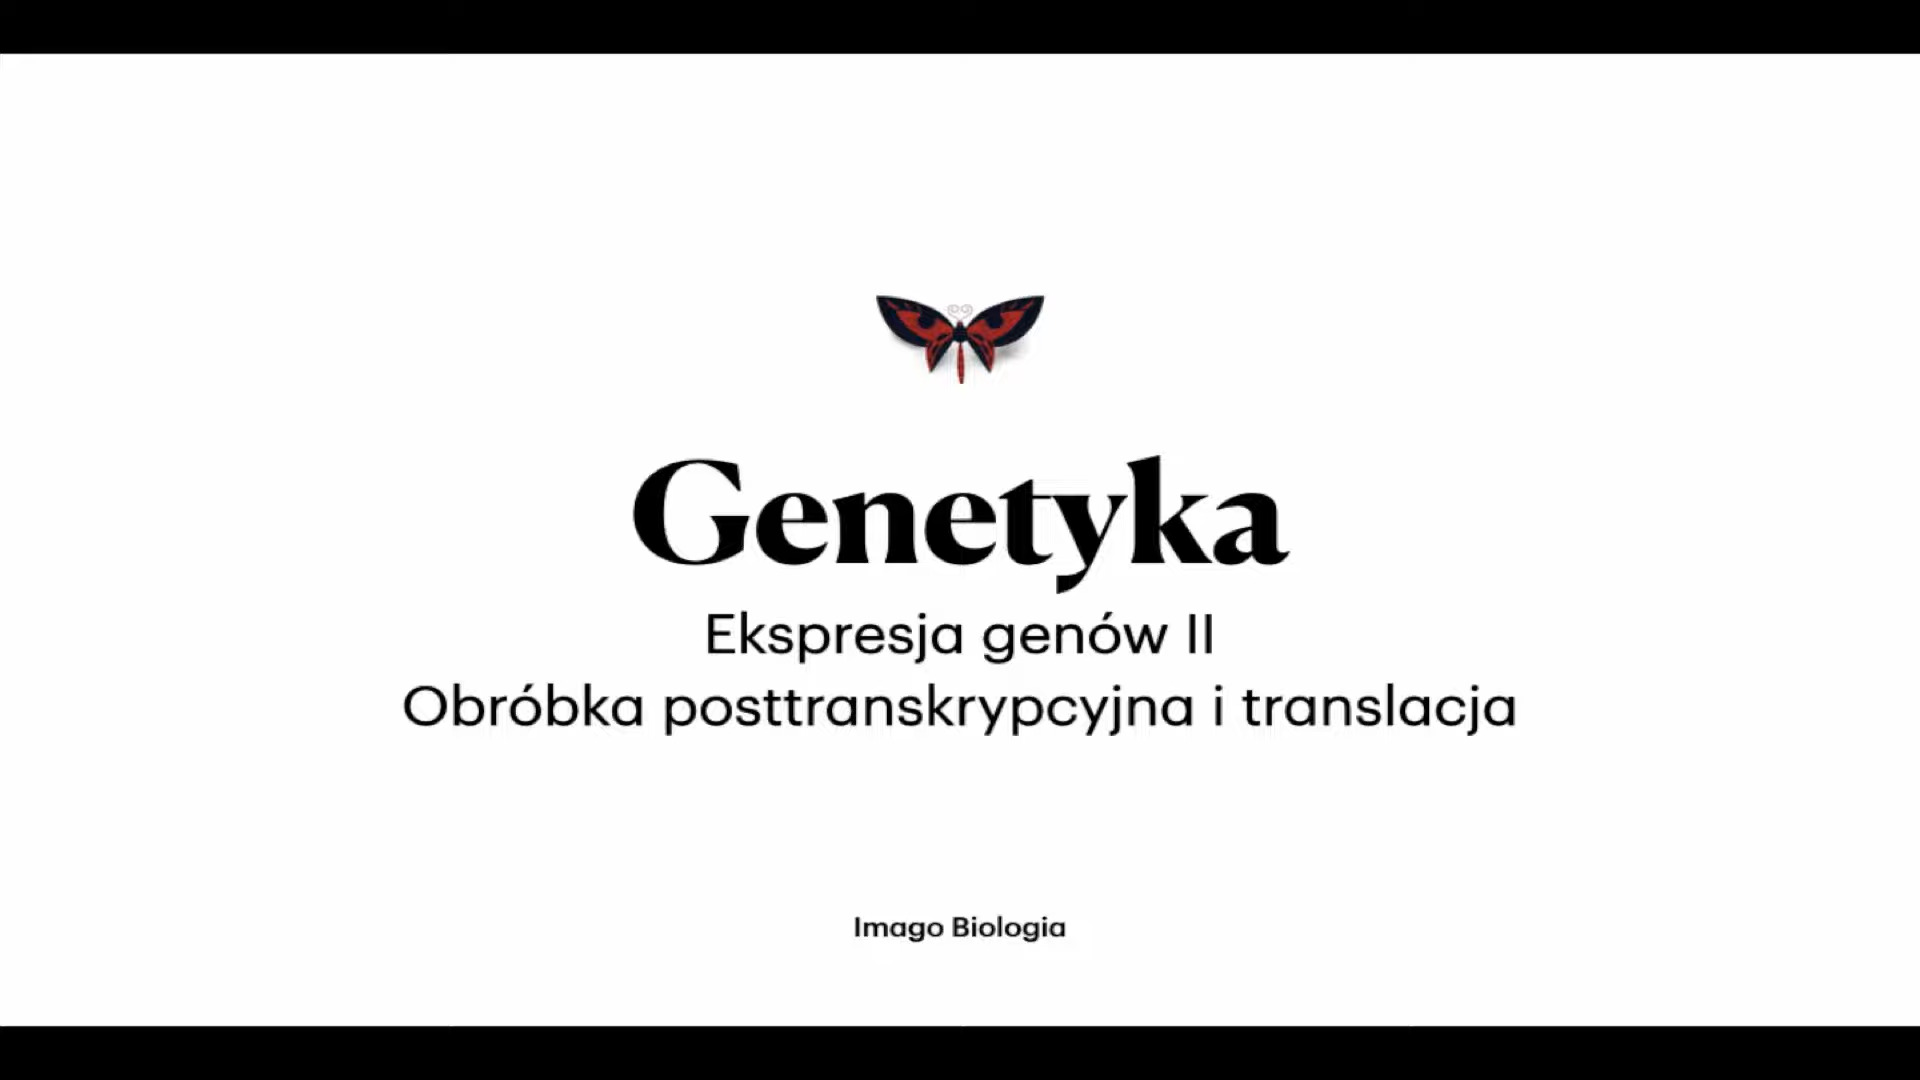 Genetyka
Ekspresja genów II
Obróbka posttranskrypcyjna i translacja
Imago Biologia